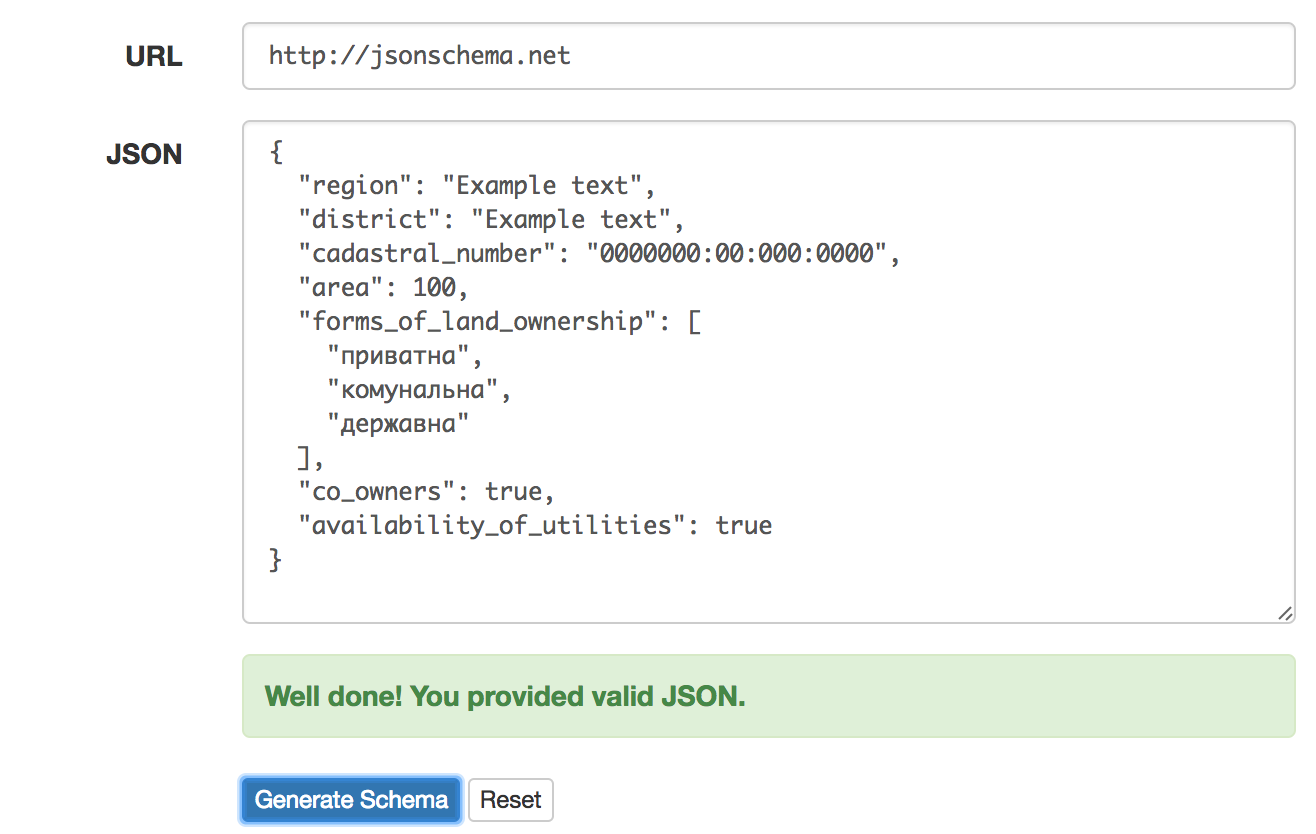 URL
http://jsonschema.net
JSON
{
  "region": "Example text",
  "district": "Example text",
  "cadastral_number": "0000000:00:000:0000",
  "area": 100,
  "forms_of_land_ownership": [
    "приватна",
    "комунальна",
    "державна"
  ],
  "co_owners": true,
  "availability_of_utilities": true
}
Well done! You provided valid JSON.
Generate Schema Reset